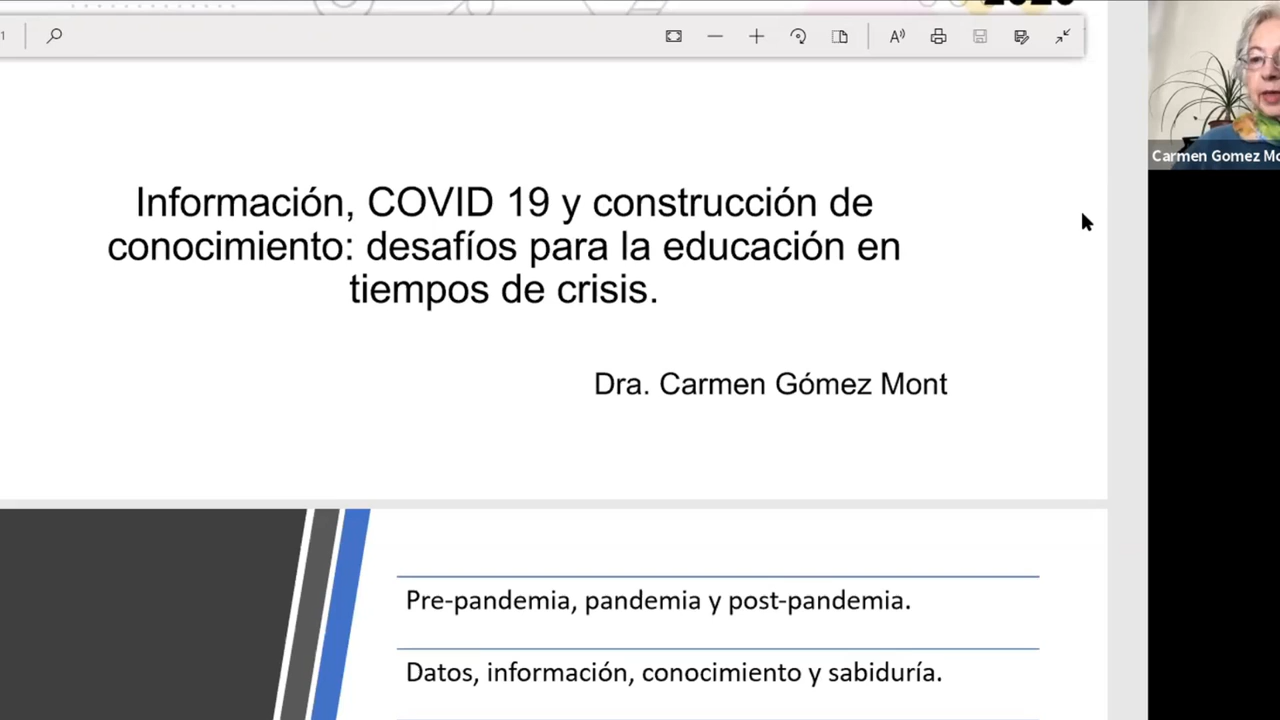 1
Información, COVID 19 y construcción de
conocimiento: desafíos para la educación en
tiempos de crisis.
Dra. Carmen Gómez Mont
Carmen Gomez Mo
Pre-pandemia, pandemia y post-pandemia.
Datos, información, conocimiento y sabiduría.